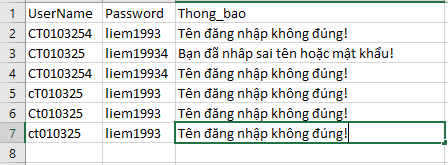 UserName Password Thong_bao
1
2 CT0103254 liem1993 Tên đăng nhập không đúng!
3 CT010325 liem19934 Bạn đã nhâp sai tên hoặc mật khẩu!
4 CT0103254 liem19934 Tên đăng nhập không đúng!
5 cT010325 liem1993 Tên đăng nhập không đúng!
6 Ct010325 liem1993 Tên đăng nhập không đúng!
7 ct010325 liem1993 Tên đăng nhập không đúng!
8